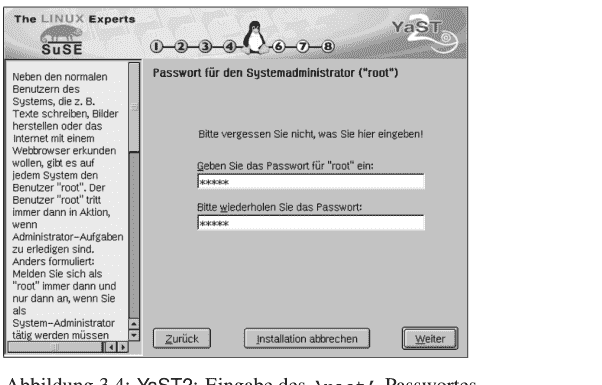 The LINUX Experts
SuSE
YaST
2
1-2-3-4- -6-7-8
Neben den normalen
Benutzern des
Systems, die z. B.
Texte schreiben, Bilder
herstellen oder das
Internet mit einem
Webbrowser erkunden
wollen, gibt es auf
jedem System den
Benutzer "root". Der
Benutzer "root" tritt
immer dann in Aktion,
wenn
Administrator-Aufgaben
zu erledigen sind.
Anders formuliert:
Melden Sie sich als
"root" immer dann und
nur dann an, wenn Sie
als
System-Administrator
tätig werden müssen
Passwort für den Systemadministrator ("root")
Bitte vergessen Sie nicht, was Sie hier eingeben!
Geben Sie das Passwort für "root" ein:
*****
Bitte wiederholen Sie das Passwort:
*****
Zurück
Installation abbrechen
Weiter
Abbildung 3.4: YaST2: Eingabe des 'root'-Passwortes